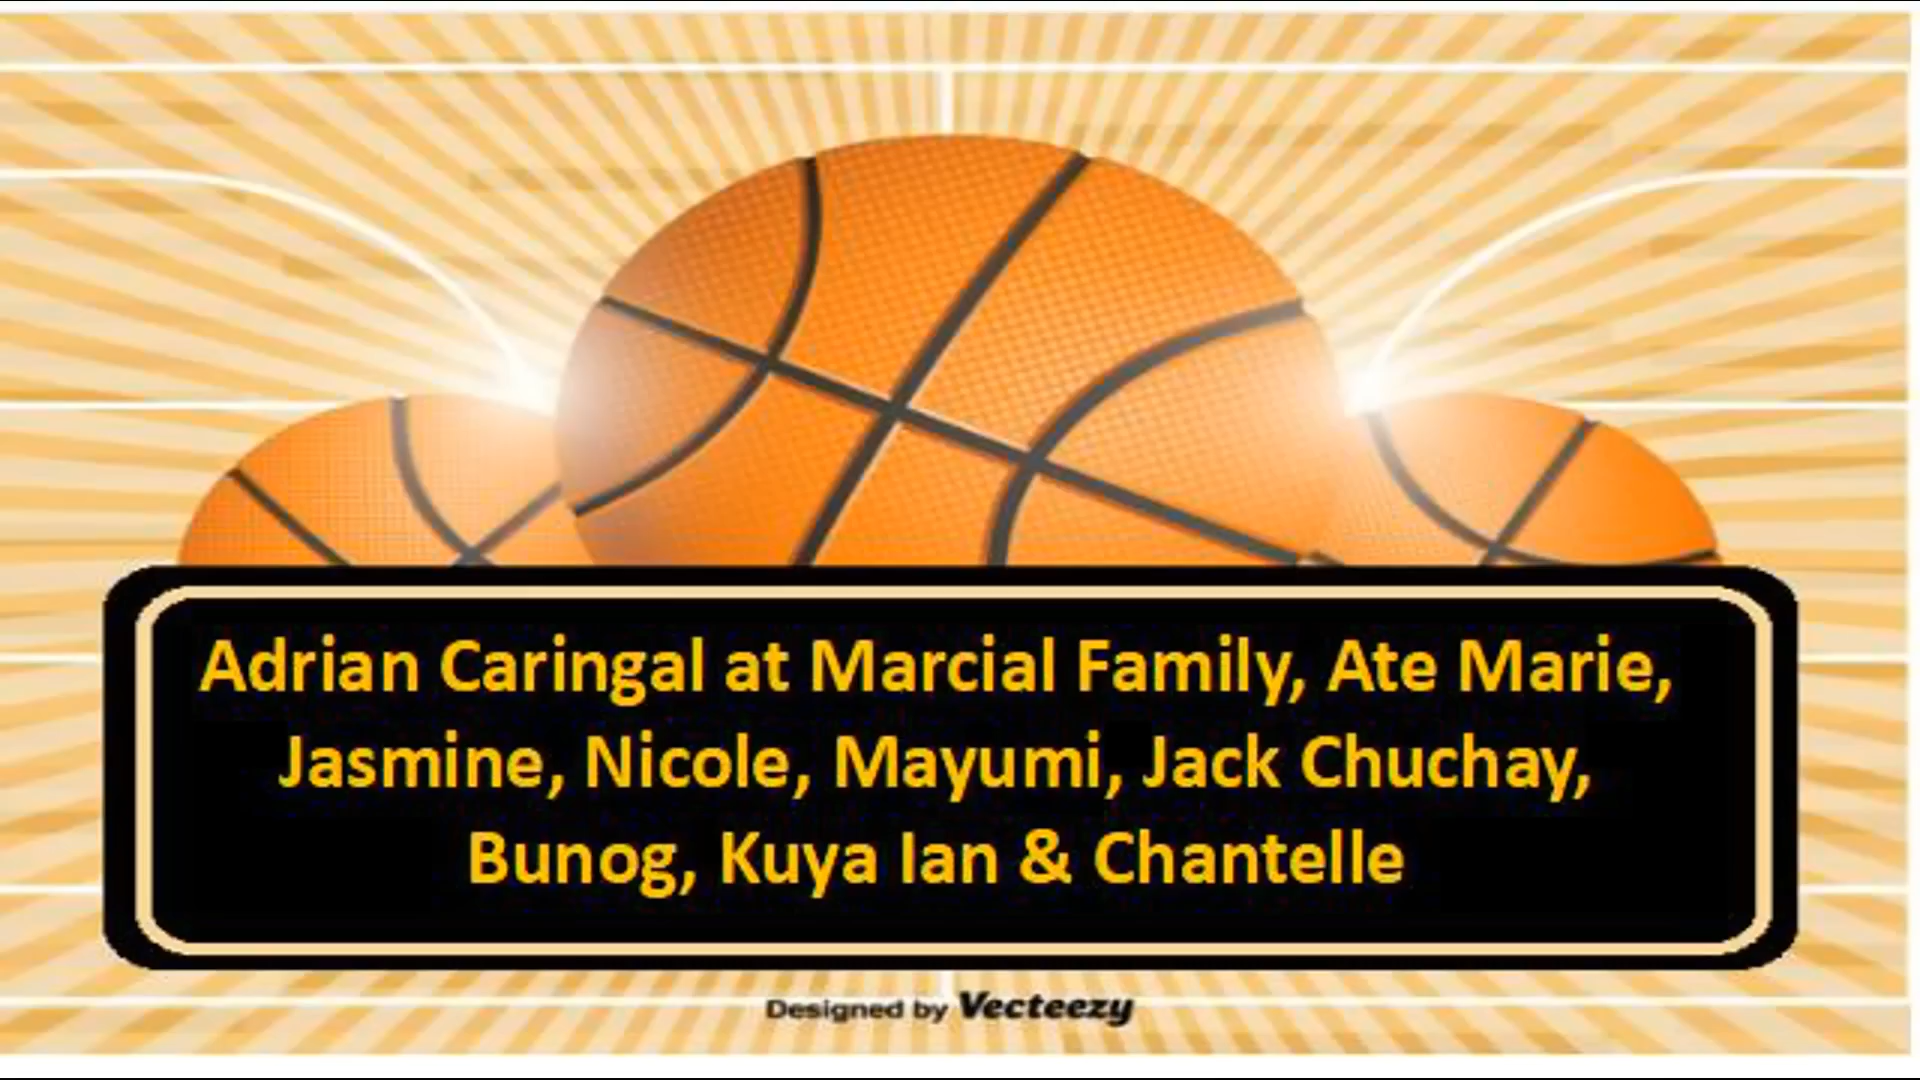 Adrian Caringal at Marcial Family, Ate Marie,
Jasmine, Nicole, Mayumi, Jack Chuchay,
Bunog, Kuya Ian & Chantelle
Designed by Vecteezy